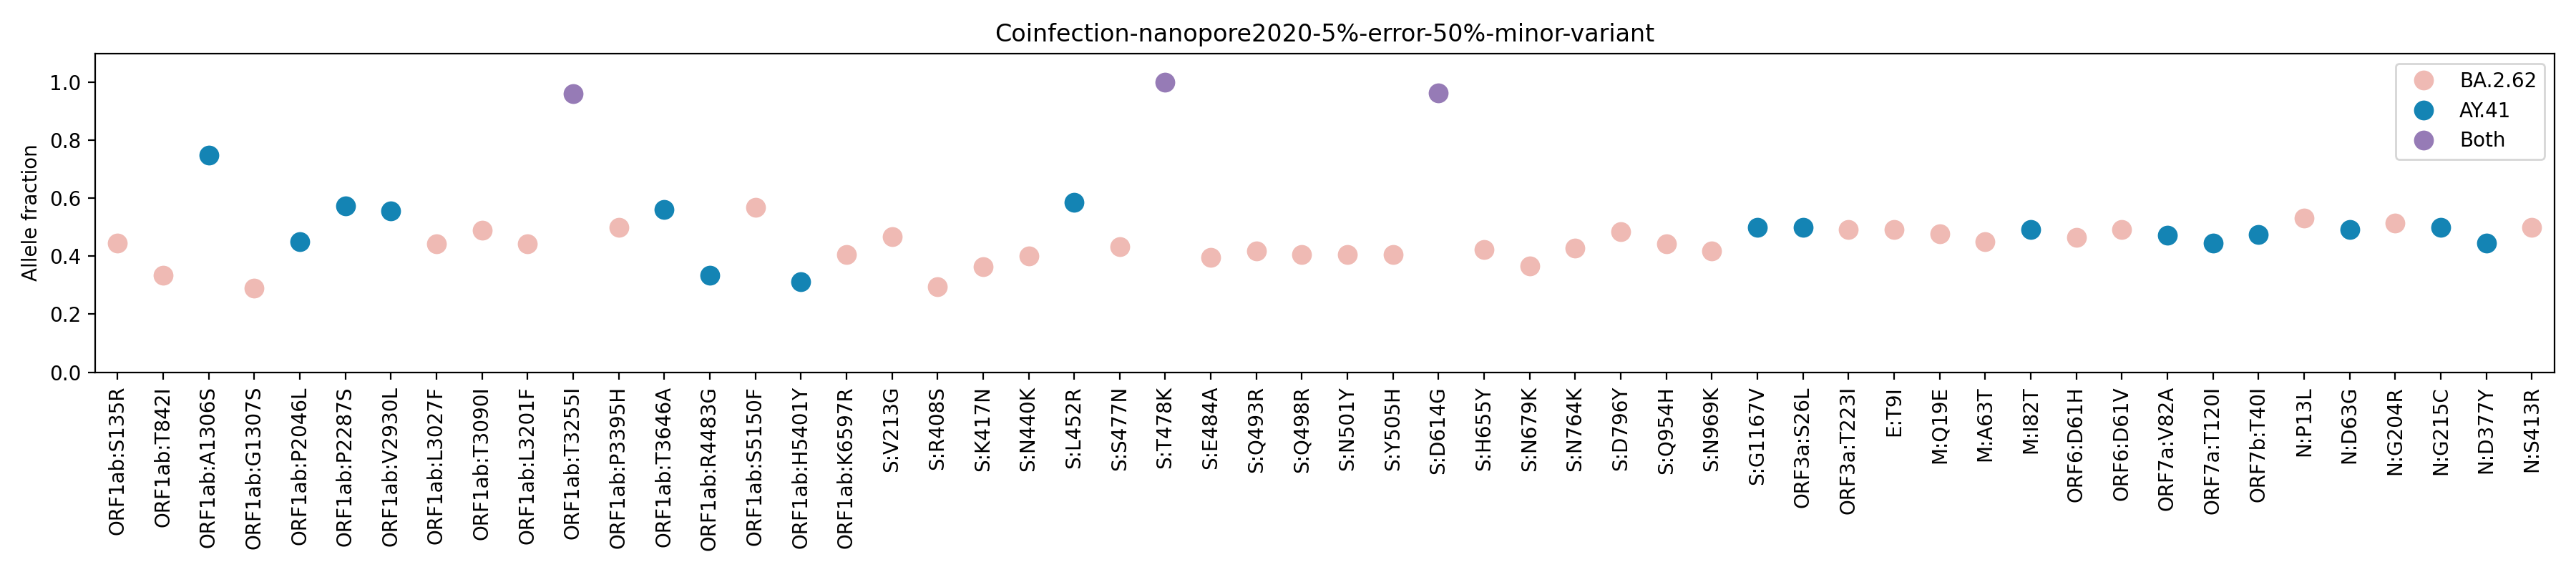 Coinfection-nanopore2020-5%-error-50%-minor-variant
Allele fraction
1.0
0.8
0.6
0.4
0.2
0.0
BA.2.62
AY.41
Both
ORF1ab:S135R
ORF1ab:T842I
ORF1ab:A1306S
ORF1ab:G1307S
ORF1ab:P2046L
ORF1ab:P2287S
ORF1ab:V2930L
ORF1ab:L3027F
ORF1ab:T3090I
ORF1ab:L3201F
ORF1ab:T3255I
ORF1ab:P3395H
ORF1ab:T3646A
ORF1ab:R4483G
ORF1ab:S5150F
ORF1ab:H5401Y
ORF1ab:K6597R
S:V213G
S:R408S
S:K417N
S:N440K
S:L452R
S:S477N
S:T478K
S:E484A
S:Q493R
S:Q498R
S:N501Y
S:Y505H
S:D614G
S:H655Y
S:N679K
S:N764K
S:D796Y
S:Q954H
S:N969K
S:G1167V
ORF3a:S26L
ORF3a:T223I
E:T9I
M:Q19E
M:A63T
M:I82T
ORF6:D61H
ORF6:D61V
ORF7a:V82A
ORF7a:T120I
ORF7b:T40I
N:P13L
N:D63G
N:G204R
N:G215C
N:D377Y
N:S413R